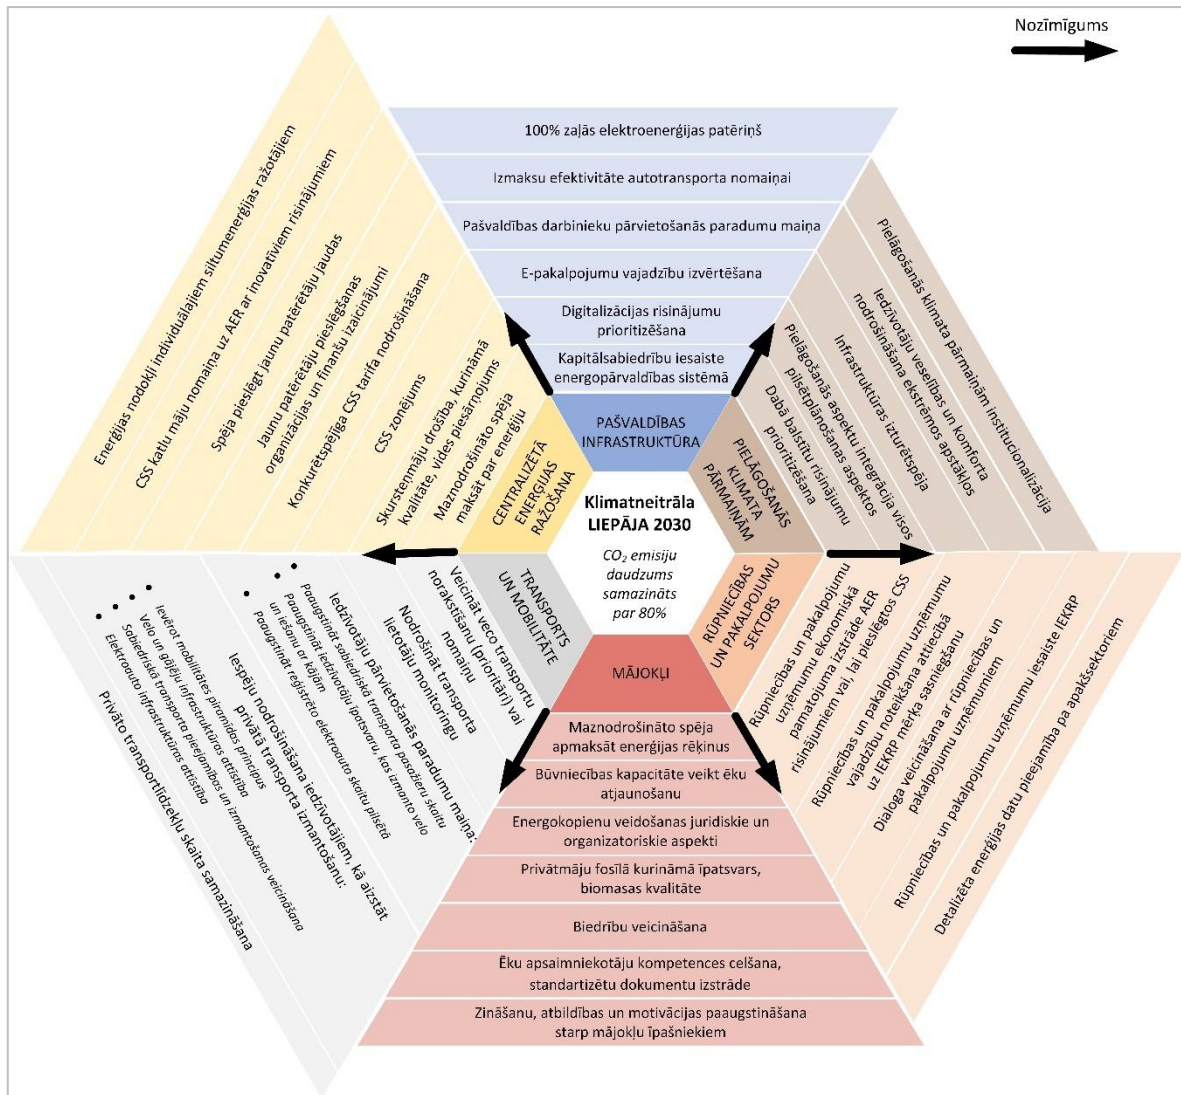 Nozīmīgums
100% zaļās elektroenerģijas patēriņš
Izmaksu efektivitāte autotransporta nomaiņai
Pašvaldības darbinieku pārvietošanās paradumu maiņa
E-pakalpojumu vajadzību izvērtēšana
Digitalizācijas risinājumu
prioritizēšana
Kapitālsabiedrību iesaiste
energopārvaldības sistēmā
PAŠVALDĪBAS
INFRASTRUKTŪRA
Pielāgošanās klimata pārmaiņām institucionalizācija
Iedzīvotāju veselības un komforta
nodrošināšana ekstrēmos apstākļos
Infrastruktūras izturētspēja
Pielāgošanās aspektu integrācija visos
pilsētplānošanas aspektos
Dabā balstītu risinājumu
prioritizēšana
PIELĀGOŠANĀS
KLIMATA
PĀRMAIŅĀM
Enerģijas nodokļi individuālajiem siltumenerģijas ražotājiem
CSS katlu māju nomaiņa uz AER ar inovatīviem risinājumiem
Spēja pieslēgt jaunu patērētāju jaudas
Jaunu patērētāju pieslēgšanas
organizācijas un finanšu izaicinājumi
Konkurētspējīga CSS tarifa nodrošināšana
CSS zonējums
Skursteņmāju drošība, kurināmā
kvalitāte, vides piesārņojums
Maznodrošināto spēja
maksāt par enerģiju
CENTRALIZĒTĀ
ENERĢIJAS
RAŽOŠANA
Klimatneitrāla
LIEPĀJA 2030
CO₂ emisiju
daudzums
samazināts
par 80%
TRANSPORTS
UN MOBILITĀTE
Veicināt veco transportu
norakstīšanu (prioritāri) vai
nomaiņu
Nodrošināt transporta
lietotāju monitoringu
Iedzīvotāju pārvietošanās paradumu maiņa:
• Paaugstināt sabiedriskā transporta pasažieru skaitu
• Paaugstināt iedzīvotāju īpatsvaru, kas izmanto velo
un iešanu ar kājām
• Paaugstināt reģistrēto elektroauto skaitu pilsētā
Iespēju nodrošināšana iedzīvotājiem, kā aizstāt
privātā transporta izmantošanu:
• Ievērot mobilitātes piramīdas principus
• Velo un gājēju infrastruktūras attīstība
• Sabiedriskā transporta pieejamības un izmantošanas veicināšana
• Elektroauto infrastruktūras attīstība
Privāto transportlīdzekļu skaita samazināšana
RŪPNIECĪBAS
UN PAKALPOJUMU
SEKTORS
Rūpniecības un pakalpojumu
uzņēmumu ekonomiskā
pamatojuma izstrāde AER
risinājumiem vai, lai pieslēgtos CSS
Rūpniecības un pakalpojumu uzņēmumu
vajadzību noteikšana attiecībā
uz IEKRP mērķa sasniegšanu
Dialoga veicināšana ar rūpniecības un
pakalpojumu uzņēmumiem
Rūpniecības un pakalpojumu uzņēmumu iesaiste IEKRP
Detalizēta enerģijas datu pieejamība pa apakšsektoriem
MĀJOKĻI
Maznodrošināto spēja
apmaksāt enerģijas rēķinus
Būvniecības kapacitāte veikt ēku
atjaunošanu
Energokopienu veidošanas juridiskie un
organizatoriskie aspekti
Privātmāju fosīlā kurināmā īpatsvars,
biomasas kvalitāte
Biedrību veicināšana
Ēku apsaimniekotāju kompetences celšana,
standartizētu dokumentu izstrāde
Zināšanu, atbildības un motivācijas paaugstināšana
starp mājokļu īpašniekiem